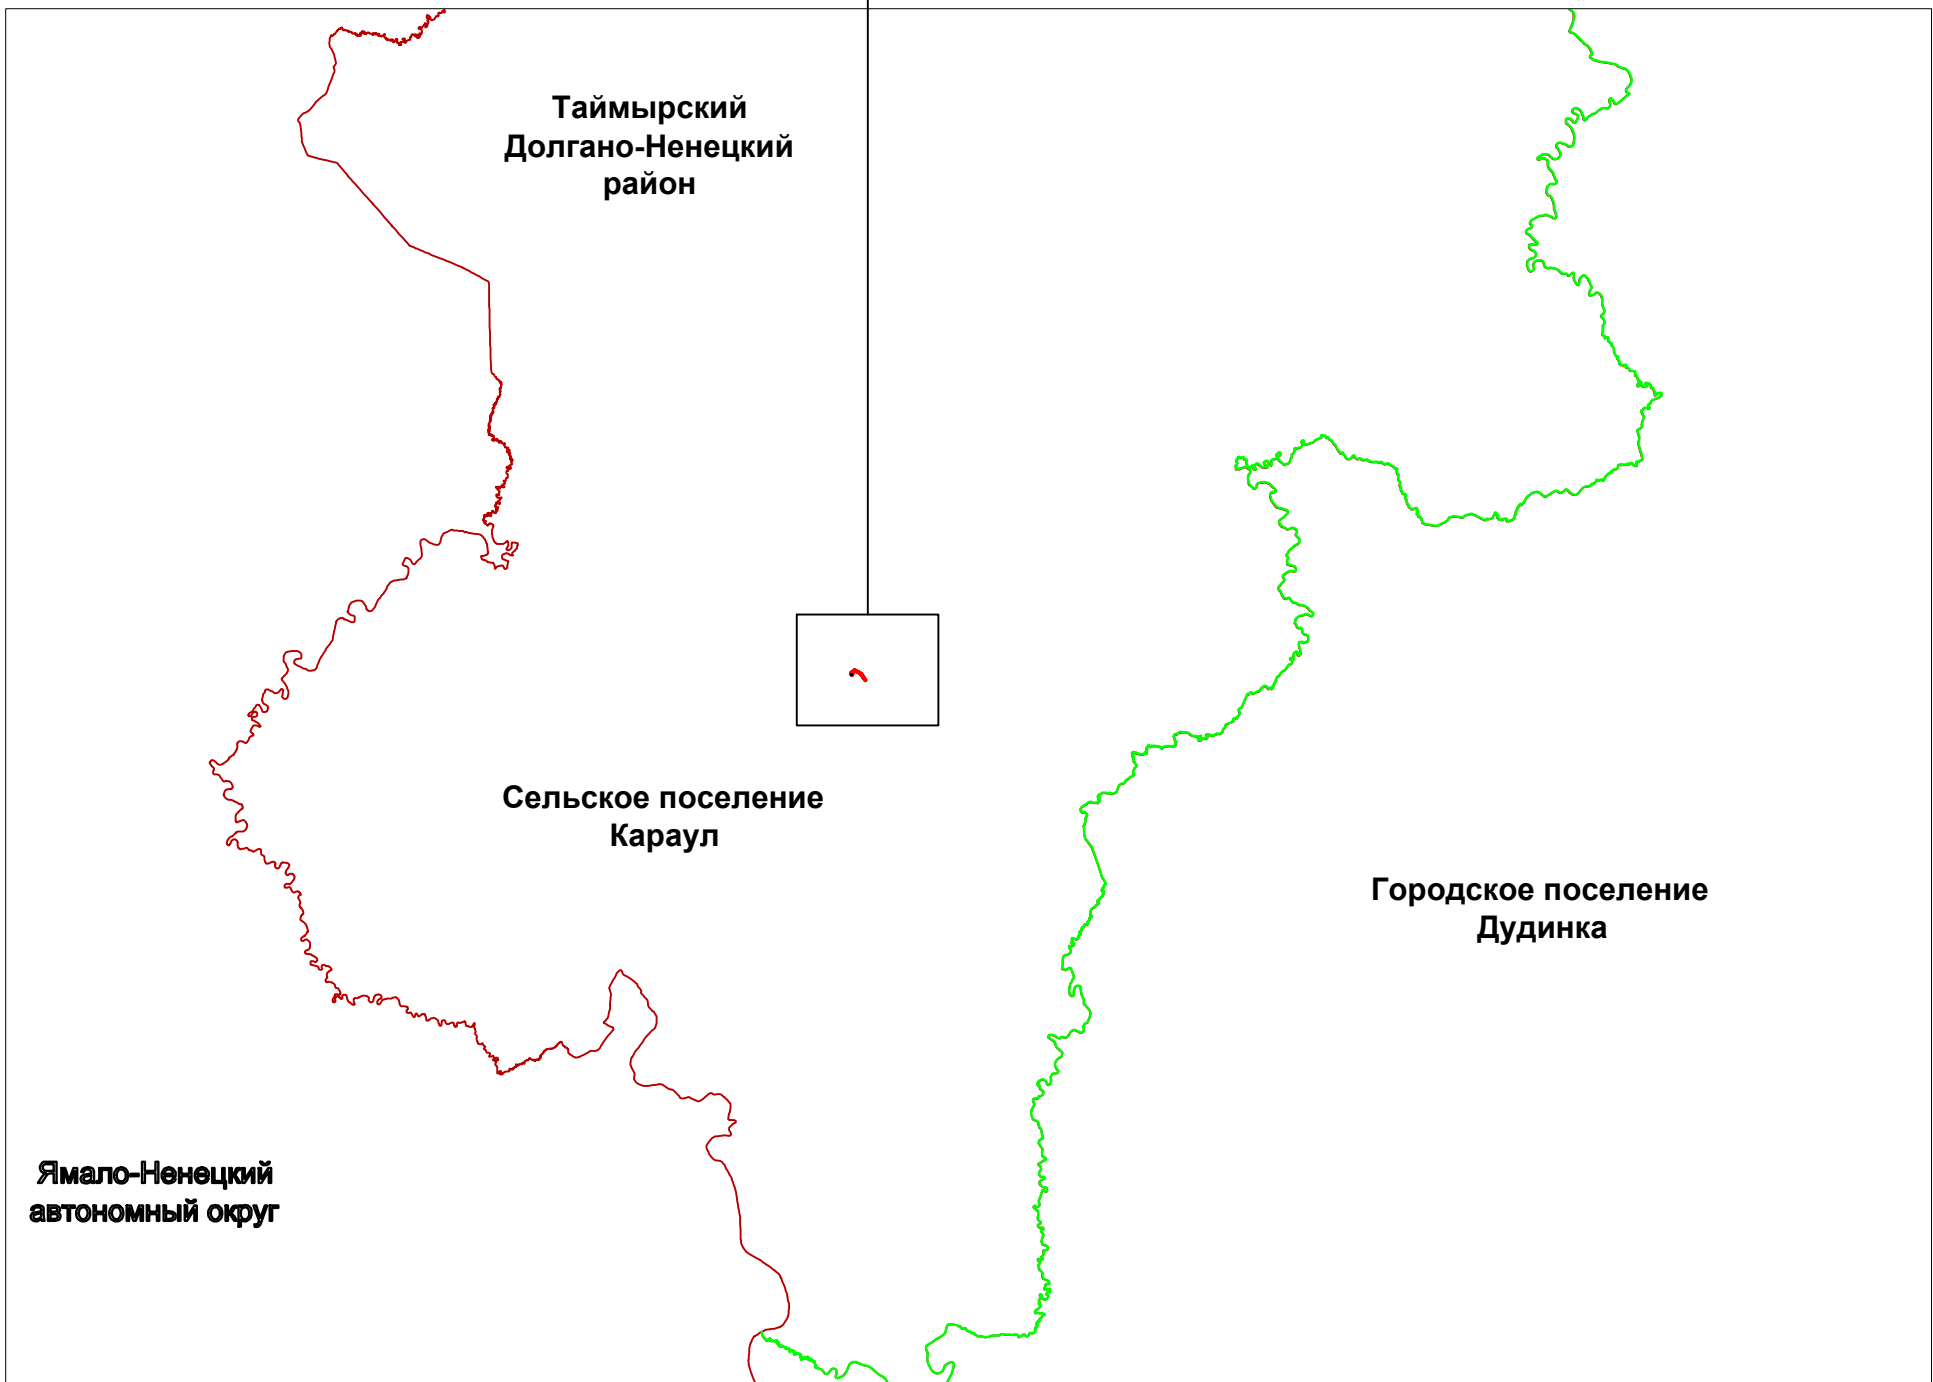 Таймырский
Долгано-Ненецкий
район
Сельское поселение
Караул
Городское поселение
Дудинка
Ямало-Ненецкий
автономный округ